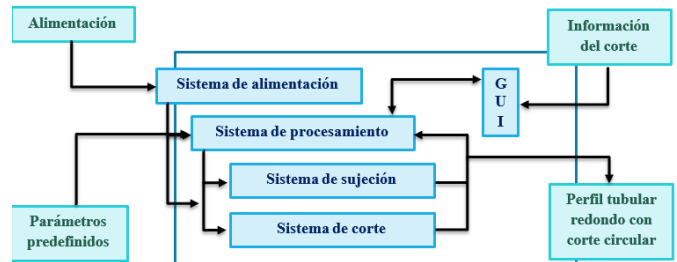 Alimentación
Información
del corte
Sistema de alimentación
G
U
I
Sistema de procesamiento
Sistema de sujeción
Sistema de corte
Parámetros
predefinidos
Perfil tubular
redondo con
corte circular